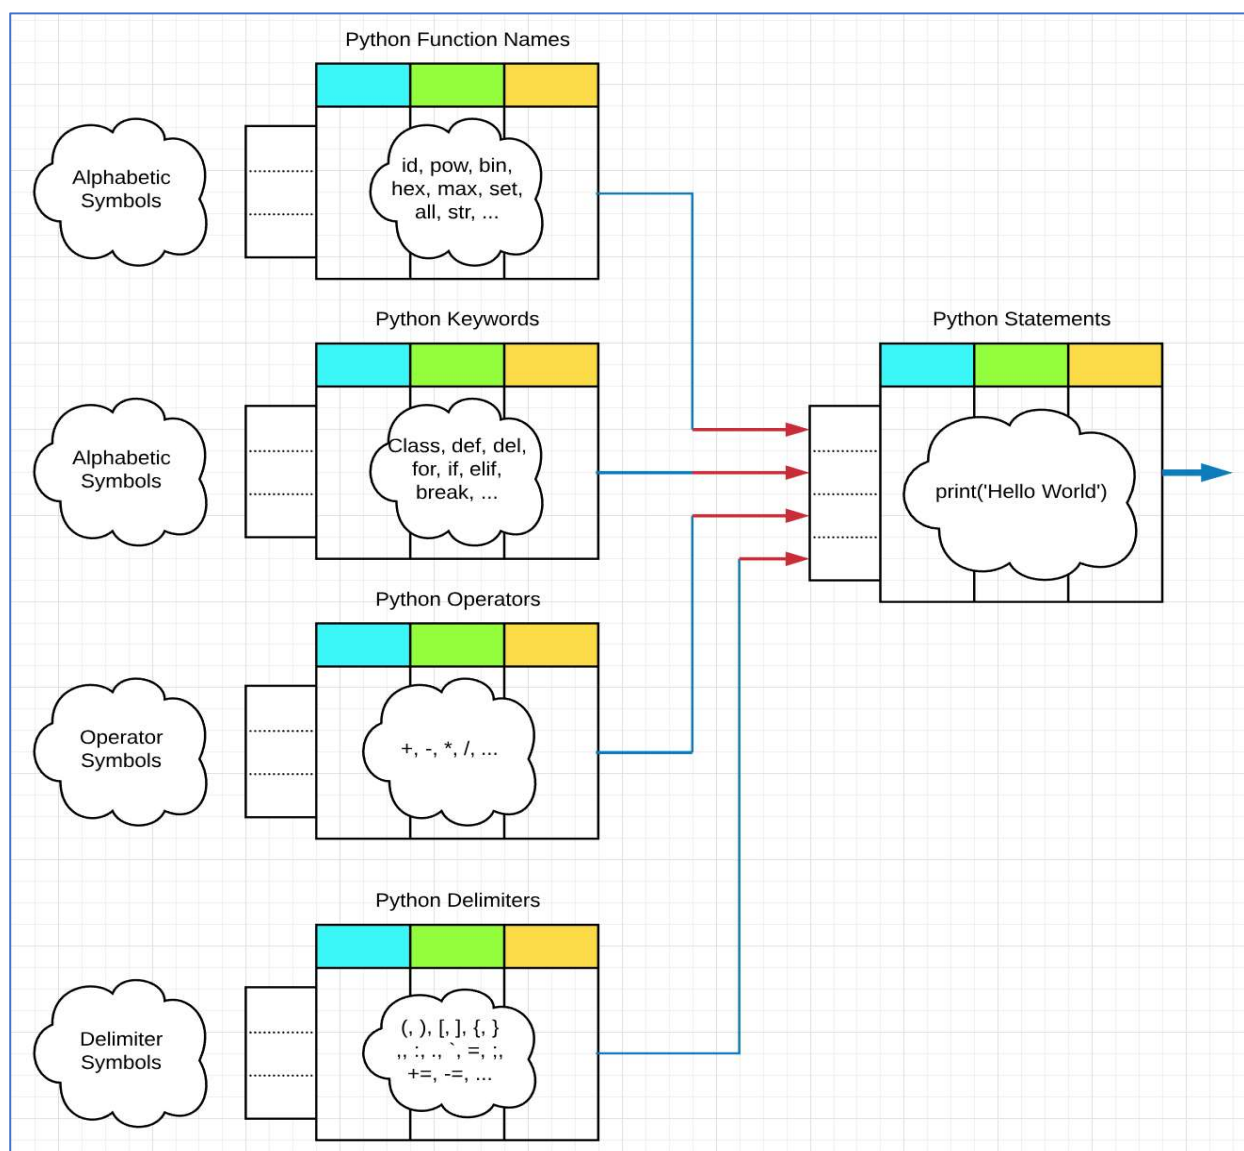 Python Function Names
Alphabetic
Symbols
id, pow, bin,
hex, max, set,
all, str, ...
Python Keywords
Alphabetic
Symbols
Class, def, del,
for, if, elif,
break, ...
Python Statements
print('Hello World')
Python Operators
Operator
Symbols
+, -, *, /, ...
Python Delimiters
Delimiter
Symbols
(, ), [, ], {, }
,, :, ., `, =, ;,
+=, -=, ...